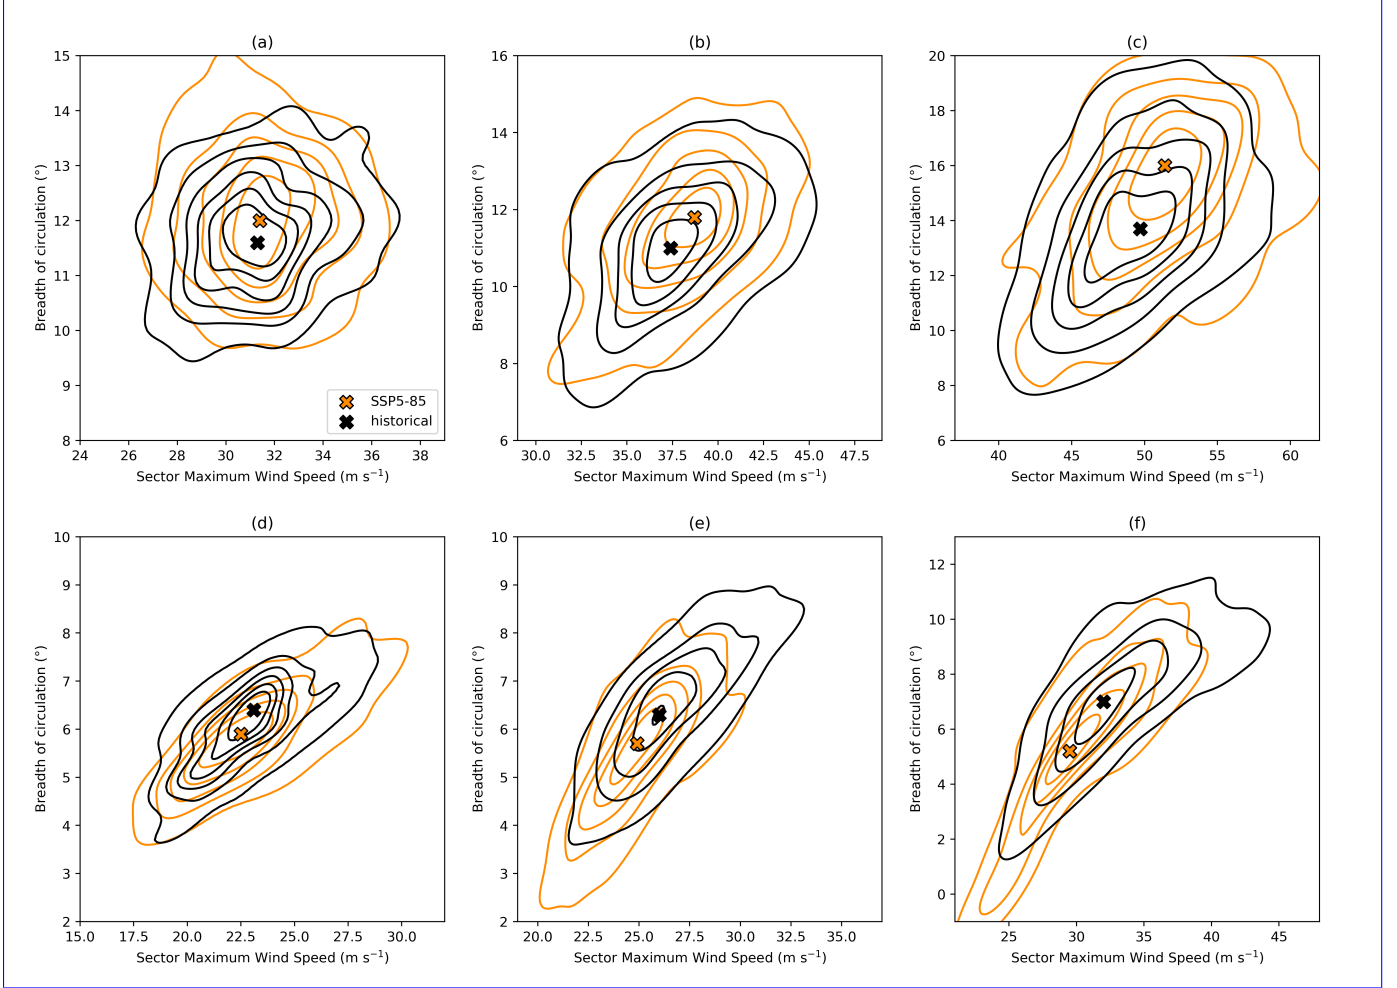 (a)
15
14
13
12
11
10
9
8
Breadth of circulation (°)
24 26 28 30 32 34 36 38
Sector Maximum Wind Speed (m s⁻¹)
SSP5-85
historical
(b)
16
14
12
10
8
6
Breadth of circulation (°)
30.0 32.5 35.0 37.5 40.0 42.5 45.0 47.5
Sector Maximum Wind Speed (m s⁻¹)
(c)
20
18
16
14
12
10
8
6
Breadth of circulation (°)
40 45 50 55 60
Sector Maximum Wind Speed (m s⁻¹)
(d)
10
9
8
7
6
5
4
3
2
Breadth of circulation (°)
15.0 17.5 20.0 22.5 25.0 27.5 30.0
Sector Maximum Wind Speed (m s⁻¹)
(e)
10
9
8
7
6
5
4
3
2
Breadth of circulation (°)
20.0 22.5 25.0 27.5 30.0 32.5 35.0
Sector Maximum Wind Speed (m s⁻¹)
(f)
12
10
8
6
4
2
0
Breadth of circulation (°)
25 30 35 40 45
Sector Maximum Wind Speed (m s⁻¹)